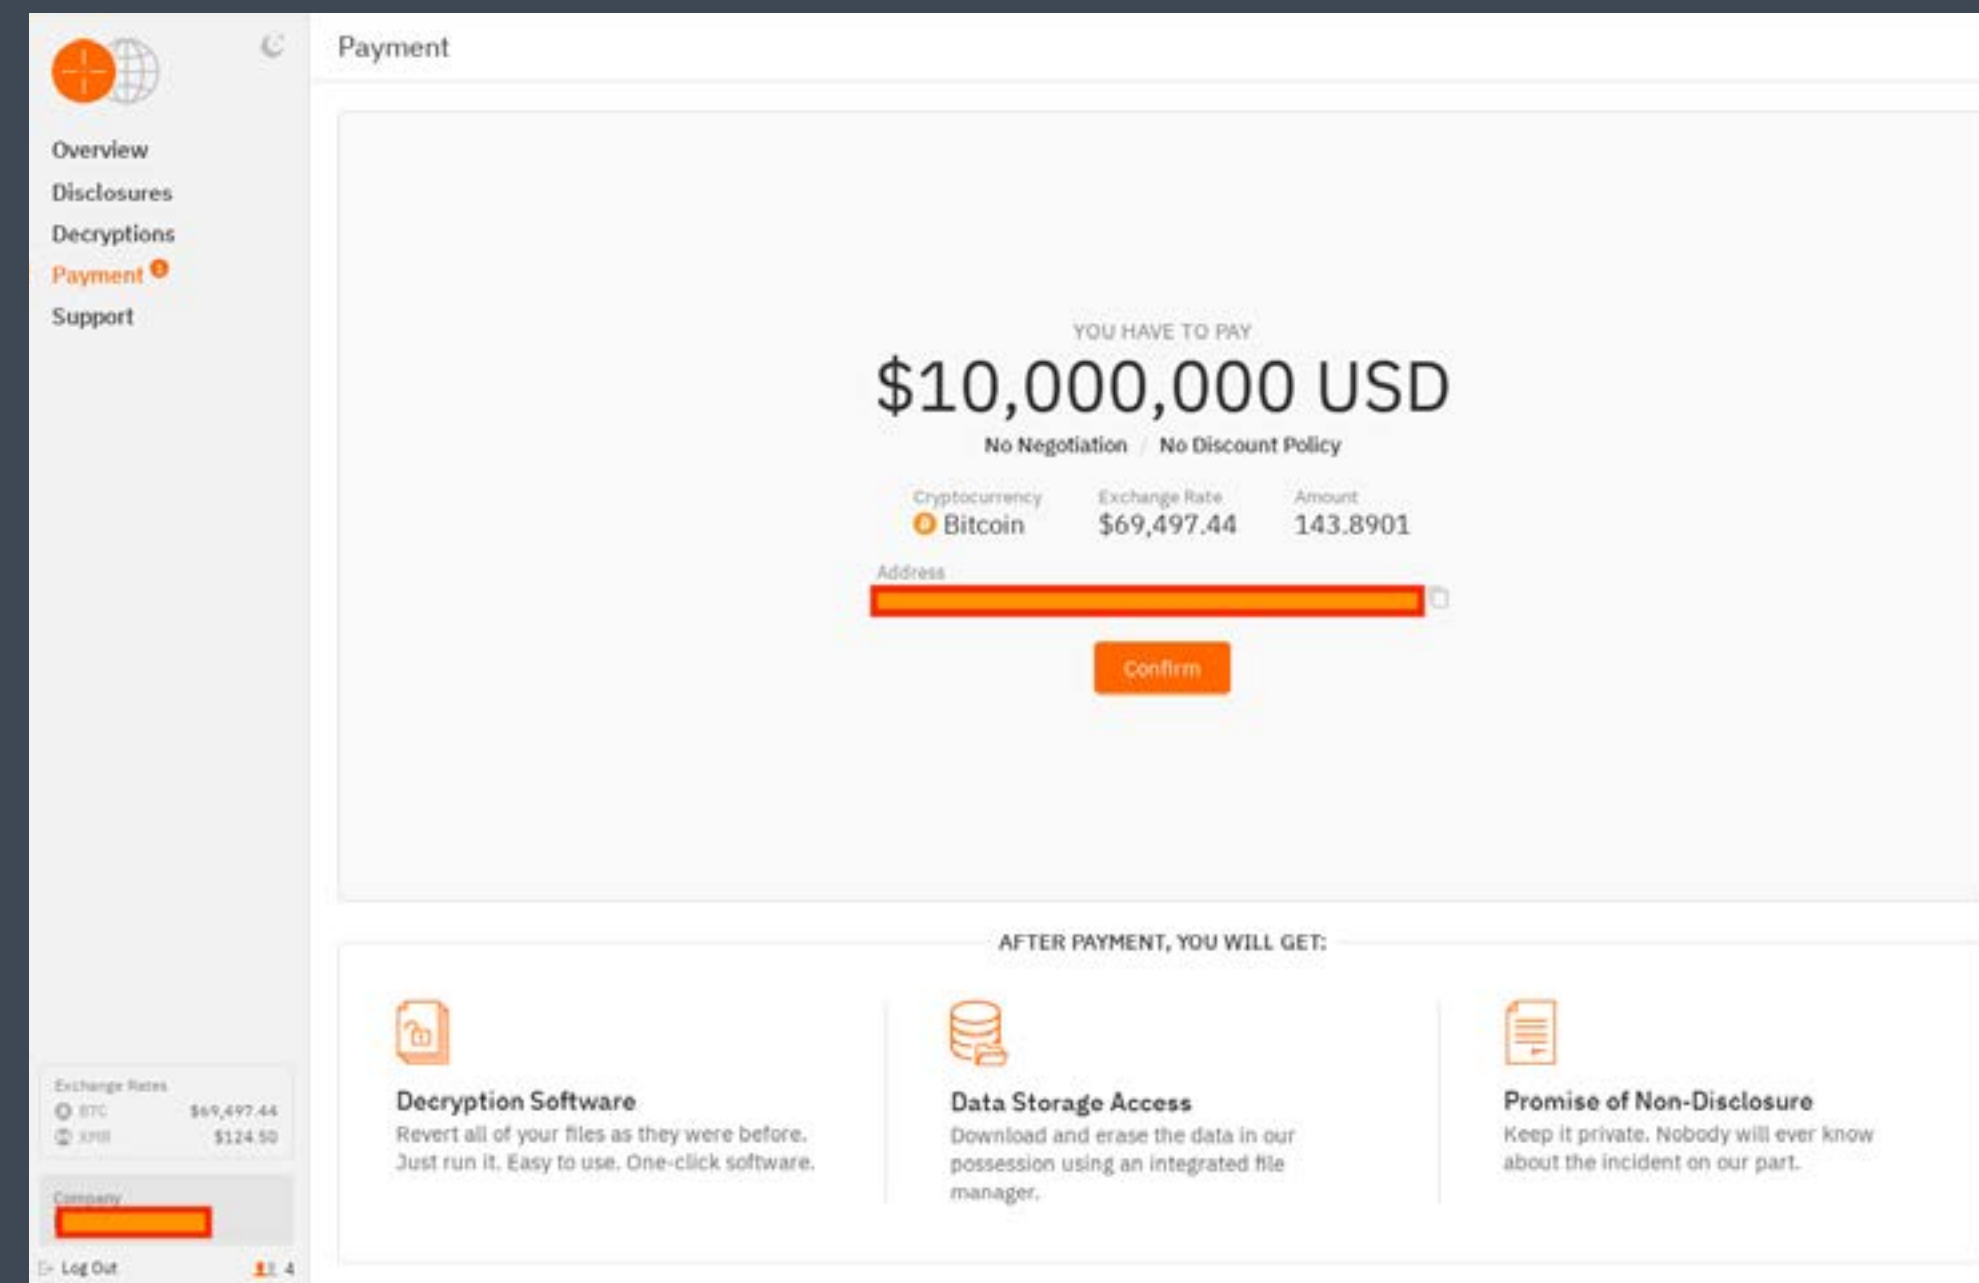 Payment
Overview
Disclosures
Decryptions
Payment
Support
YOU HAVE TO PAY
$10,000,000 USD
No Negotiation / No Discount Policy
Cryptocurrency Exchange Rate Amount
Bitcoin $69,497.44 143.8901
Address
Confirm
AFTER PAYMENT, YOU WILL GET:
Decryption Software
Revert all of your files as they were before.
Just run it. Easy to use. One-click software.
Data Storage Access
Download and erase the data in our
possession using an integrated file
manager.
Promise of Non-Disclosure
Keep it private. Nobody will ever know
about the incident on our part.
Exchange Rates
BTC $69,497.44
XMR $124.50
Company
Log Out 4